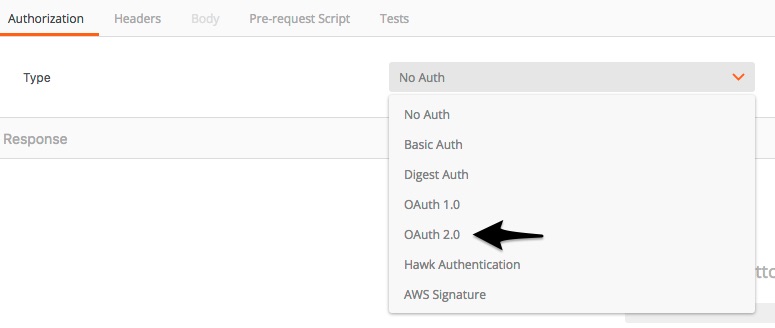 Authorization Headers Body Pre-request Script Tests
Type No Auth
No Auth
Basic Auth
Response
Digest Auth
OAuth 1.0
OAuth 2.0
Hawk Authentication
AWS Signature